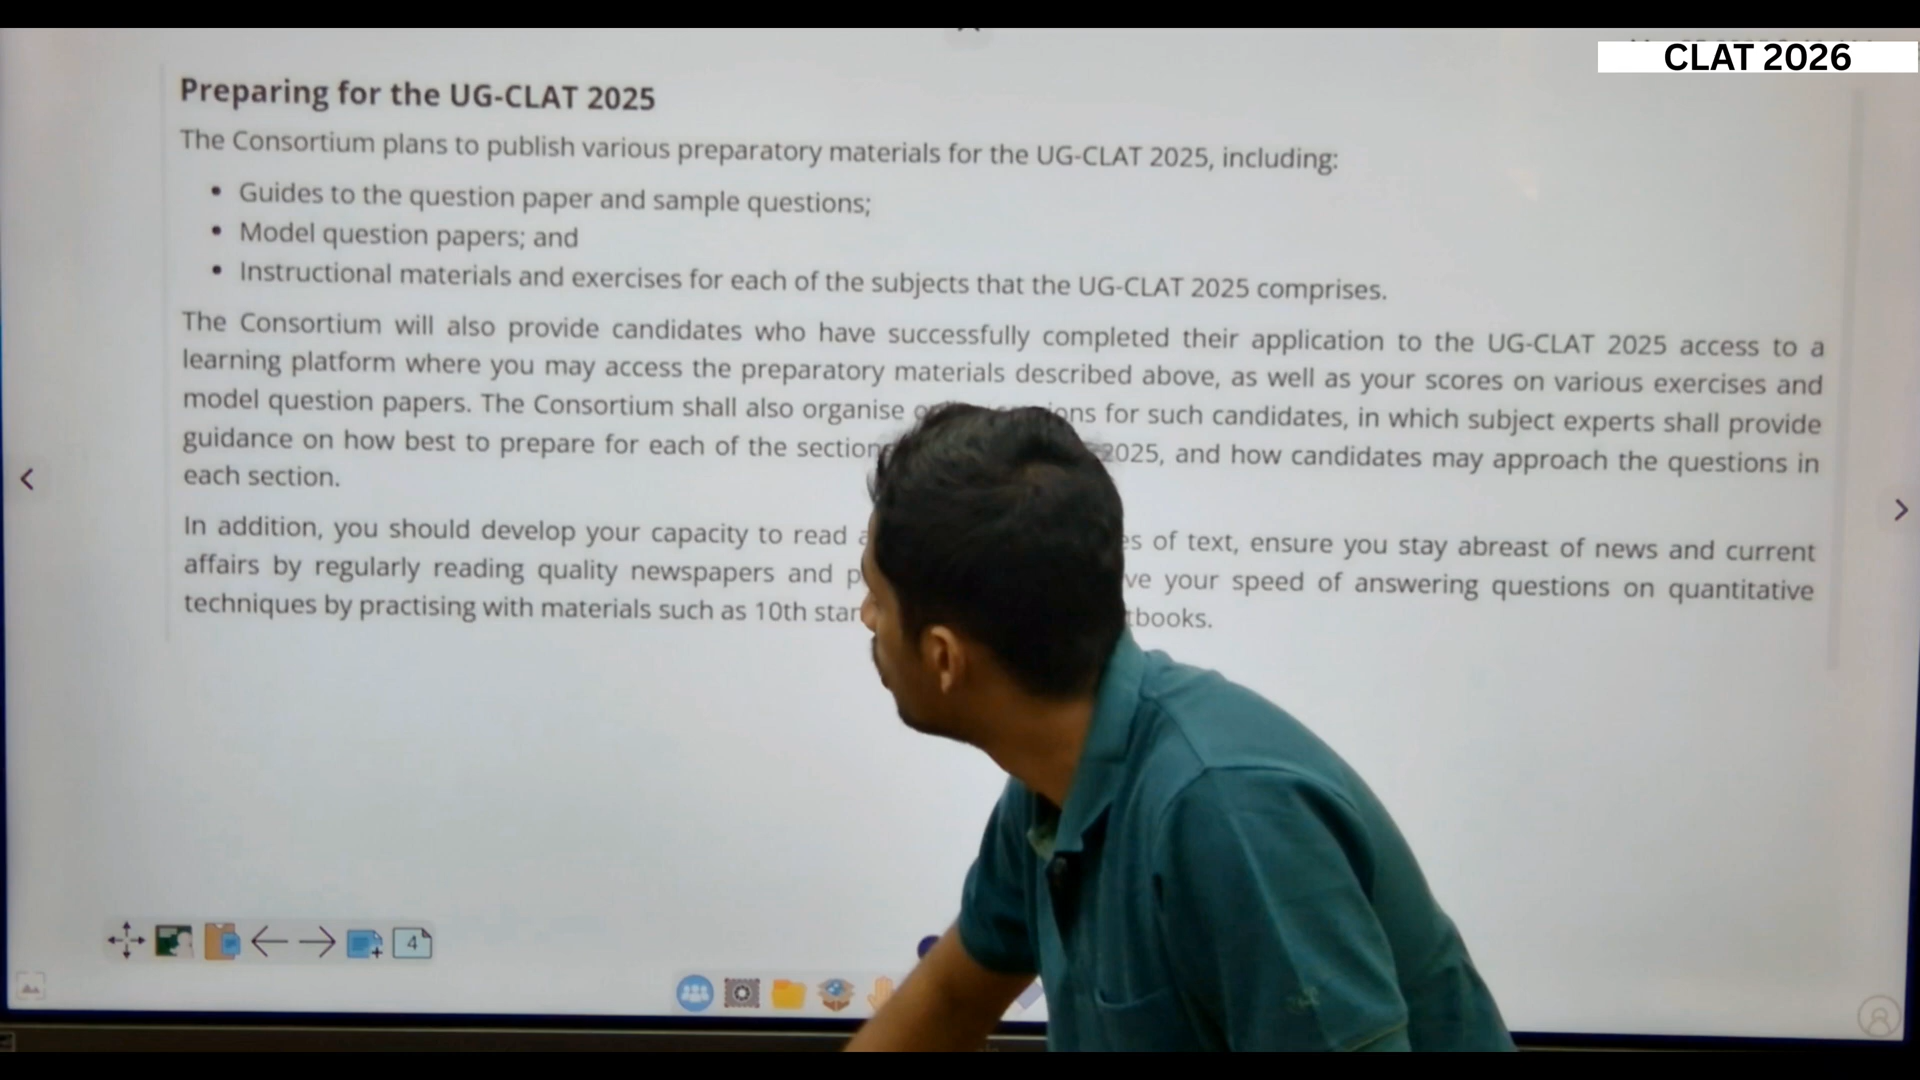 CLAT 2026
Preparing for the UG-CLAT 2025
The Consortium plans to publish various preparatory materials for the UG-CLAT 2025, including:
• Guides to the question paper and sample questions;
• Model question papers; and
• Instructional materials and exercises for each of the subjects that the UG-CLAT 2025 comprises.
The Consortium will also provide candidates who have successfully completed their application to the UG-CLAT 2025 access to a
learning platform where you may access the preparatory materials described above, as well as your scores on various exercises and
model question papers. The Consortium shall also organise for such candidates, in which subject experts shall provide
guidance on how best to prepare for each of the section 2025, and how candidates may approach the questions in
each section.
In addition, you should develop your capacity to read of text, ensure you stay abreast of news and current
affairs by regularly reading quality newspapers and your speed of answering questions on quantitative
techniques by practising with materials such as 10th
4